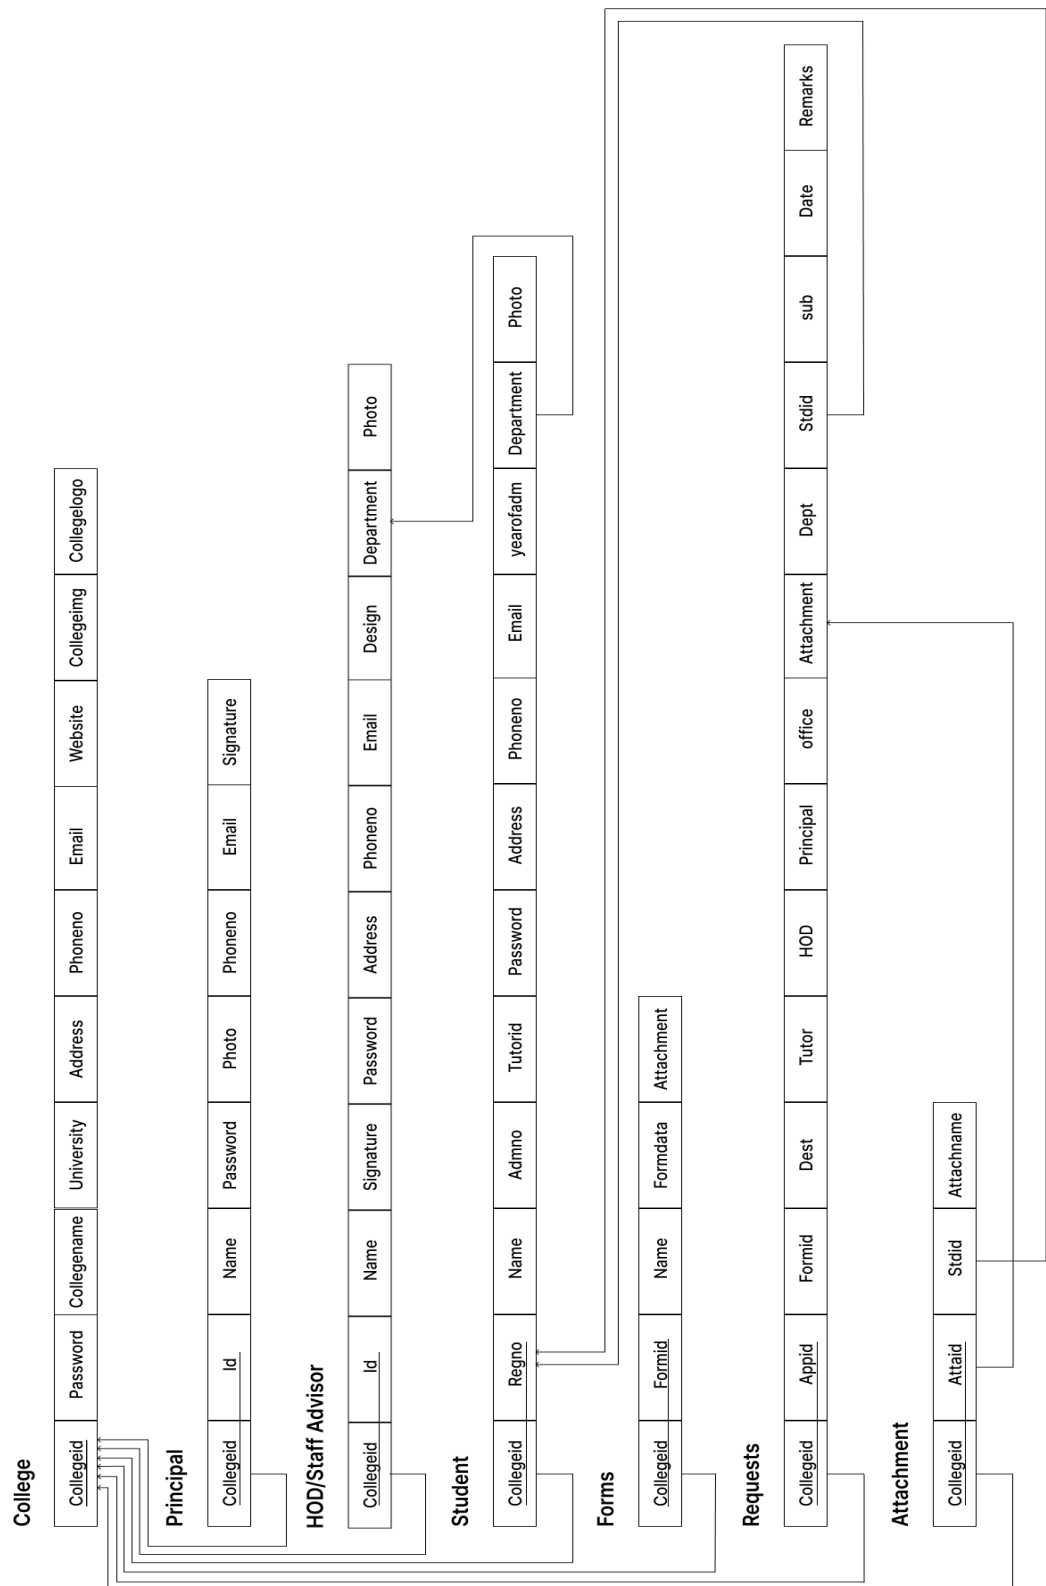 College
Collegeid Password Collegename University Address Phoneno Email Website Collegeimg Collegelogo
Principal
Collegeid Id Name Password Photo Phoneno Email Signature
HOD/Staff Advisor
Collegeid Id Name Signature Password Address Phoneno Email Design Department Photo
Student
Collegeid Regno Name Admno Tutorid Password Address Phoneno Email yearofadm Department Photo
Forms
Collegeid Formid Name Formdata Attachment
Requests
Collegeid Appid Formid Dest Tutor HOD Principal office Attachment Dept Stdid sub Date Remarks
Attachment
Collegeid Attaid Stdid Attachname